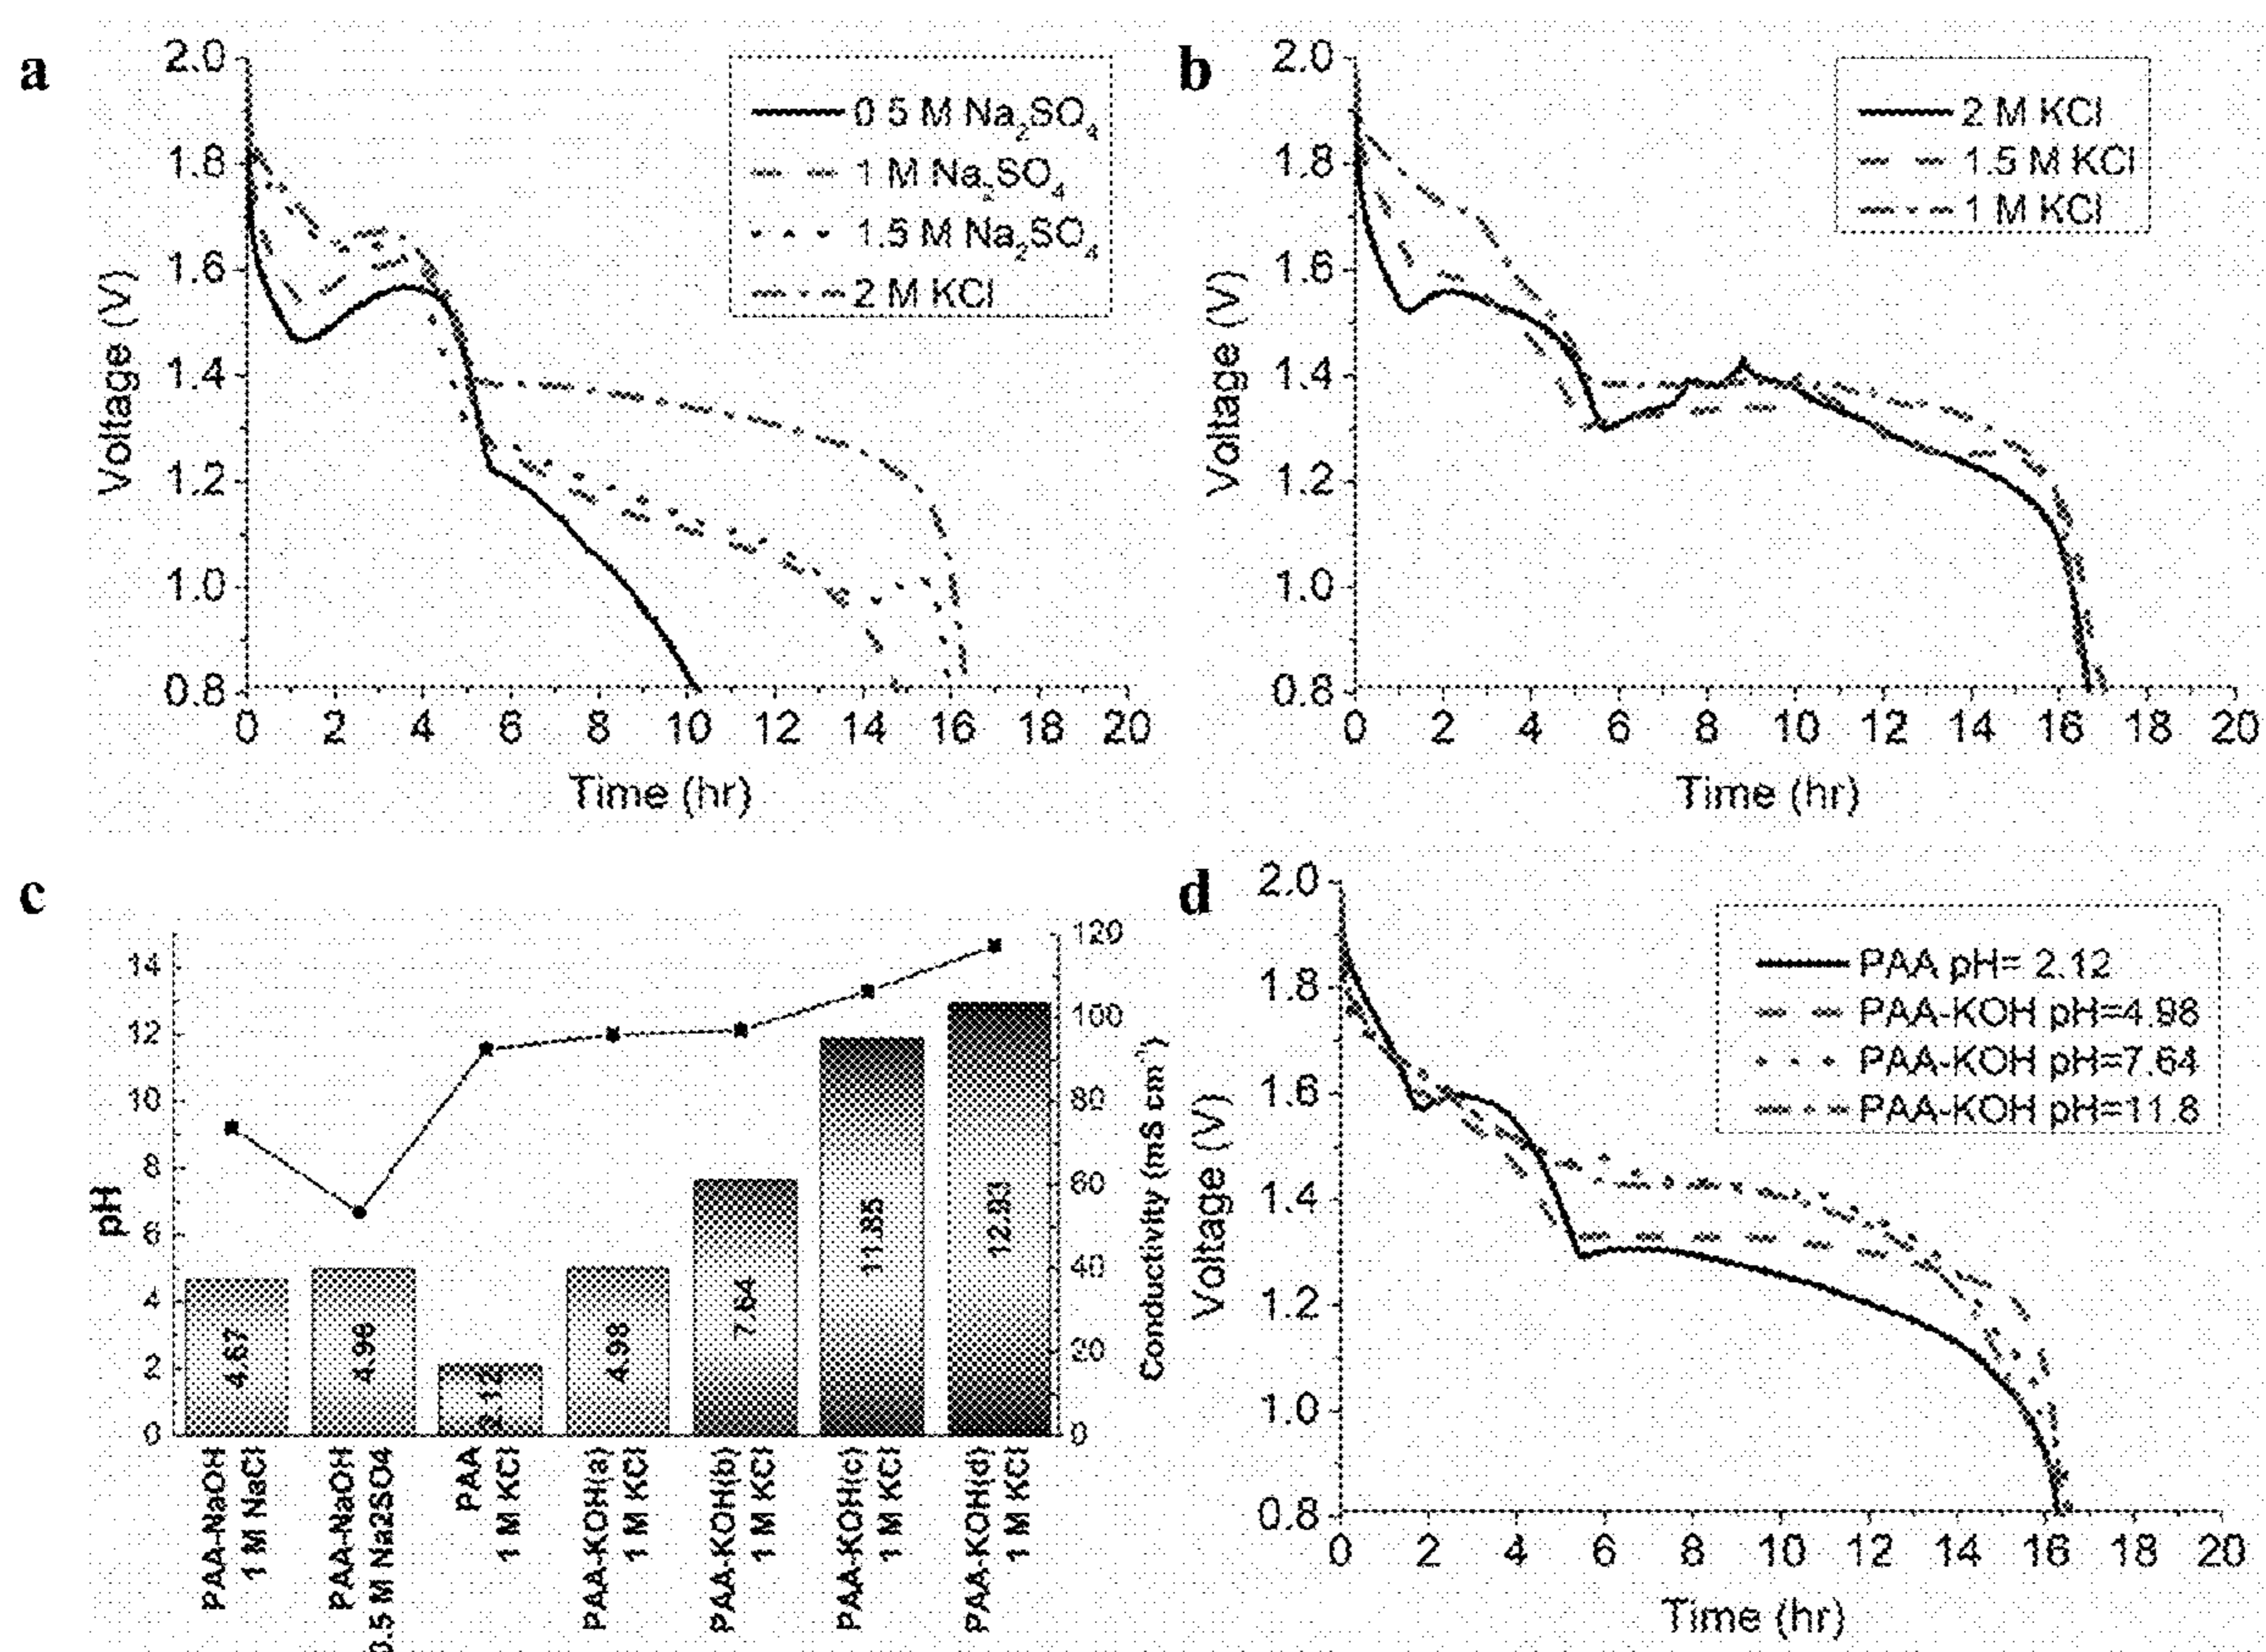 a
2.0
1.8
1.6
1.4
1.2
1.0
0.8
Voltage (V)
0 2 4 6 8 10 12 14 16 18 20
Time (hr)
0 5 M Na2SO4
1 M Na2SO4
1.5 M Na2SO4
2 M KCl
b
2.0
1.8
1.6
1.4
1.2
1.0
0.8
Voltage (V)
0 2 4 6 8 10 12 14 16 18 20
Time (hr)
2 M KCl
1.5 M KCl
1 M KCl
c
14
12
10
8
6
4
2
0
pH
120
100
80
60
40
20
0
Conductivity (mS cm-1)
4.67
4.96
2.12
4.98
7.64
11.85
12.93
PAA-NaOH
1 M NaCl
PAA-NaOH
0.5 M Na2SO4
PAA
1 M KCl
PAA-KOH(a)
1 M KCl
PAA-KOH(b)
1 M KCl
PAA-KOH(c)
1 M KCl
PAA-KOH(d)
1 M KCl
d
2.0
1.8
1.6
1.4
1.2
1.0
0.8
Voltage (V)
0 2 4 6 8 10 12 14 16 18 20
Time (hr)
PAA pH= 2.12
PAA-KOH pH=4.98
PAA-KOH pH=7.64
PAA-KOH pH=11.8